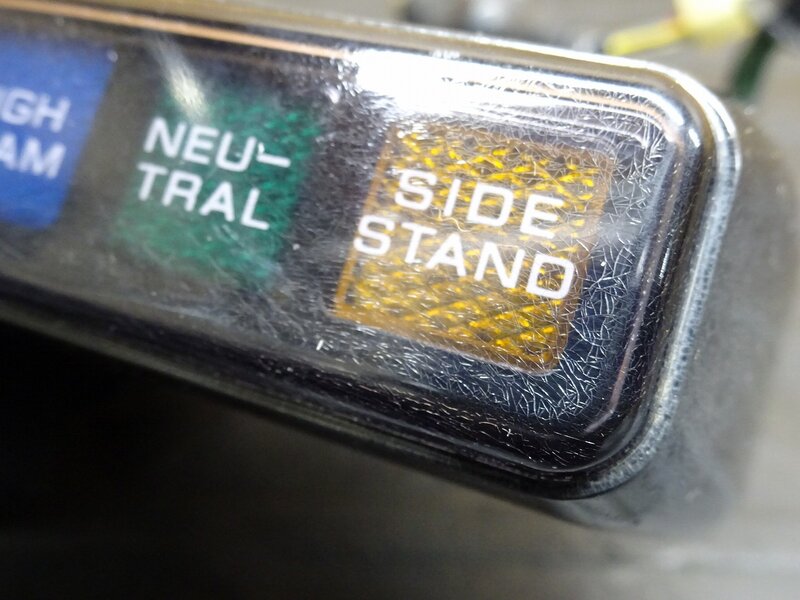 NEU-
TRAL
SIDE
STAND